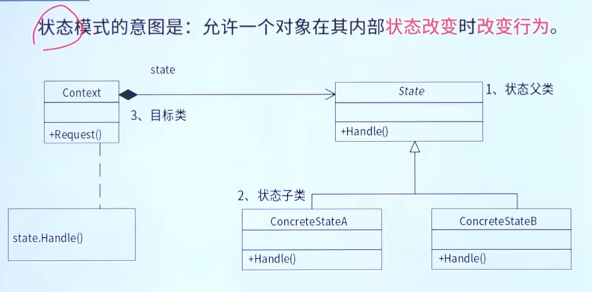 状态模式的意图是：允许一个对象在其内部状态改变时改变行为。
state
Context
State
1、状态父类
3、目标类
+Request()
+Handle()
2、状态子类
state.Handle()
ConcreteStateA
ConcreteStateB
+Handle()
+Handle()